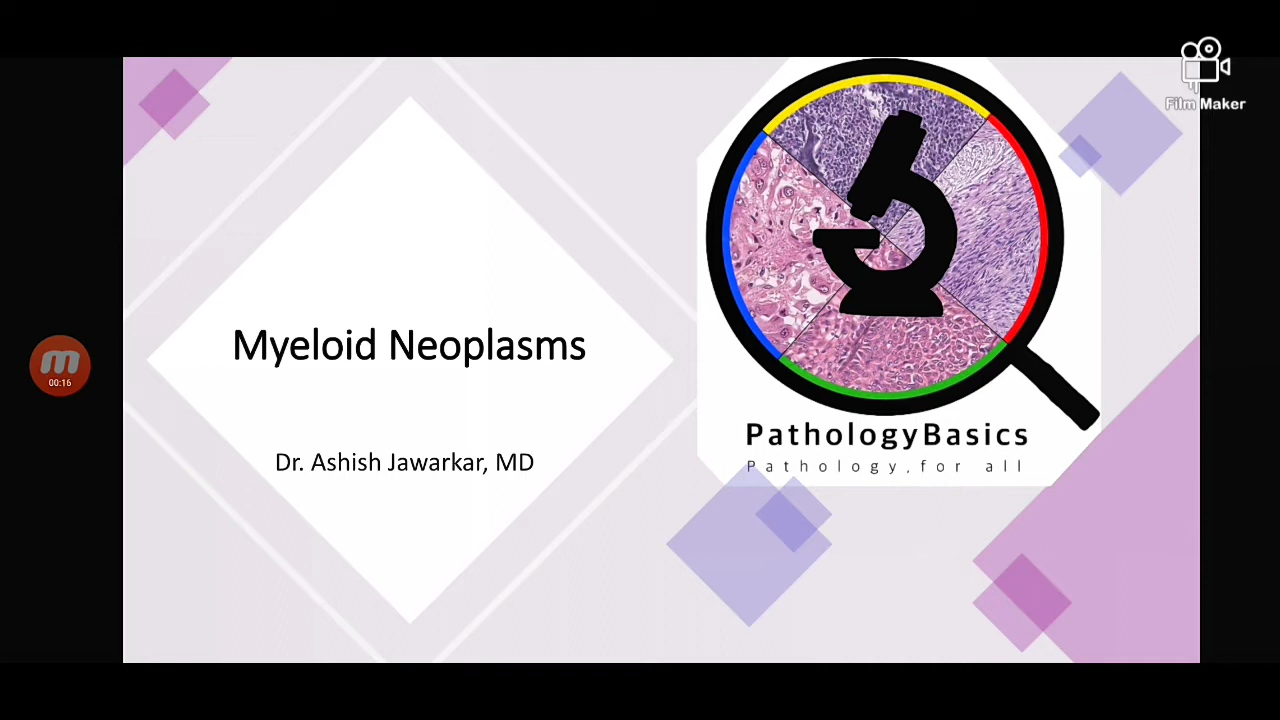 Film Maker
Myeloid Neoplasms
Dr. Ashish Jawarkar, MD
PathologyBasics
Pathology, for all
m
00:16